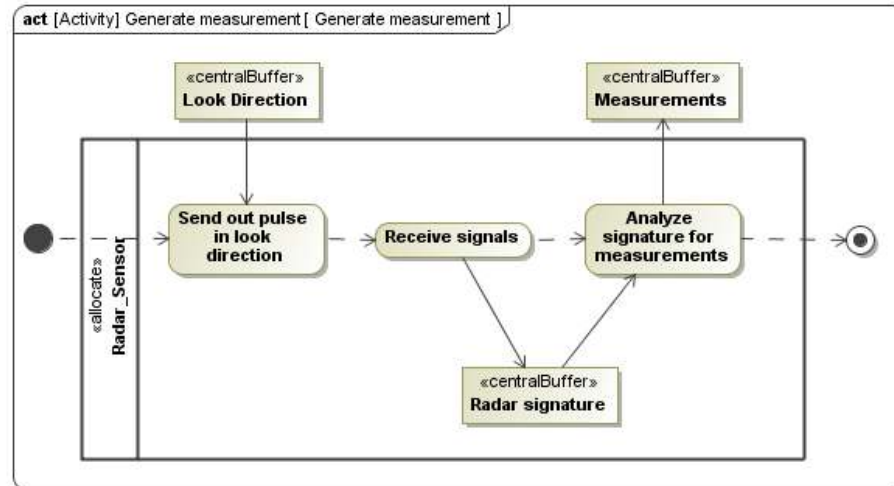 act [Activity] Generate measurement[ Generate measurement ]
«centralBuffer»
Look Direction
«centralBuffer»
Measurements
«allocate»
Radar_Sensor
Send out pulse
in look
direction
Receive signals
Analyze
signature for
measurements
«centralBuffer»
Radar signature